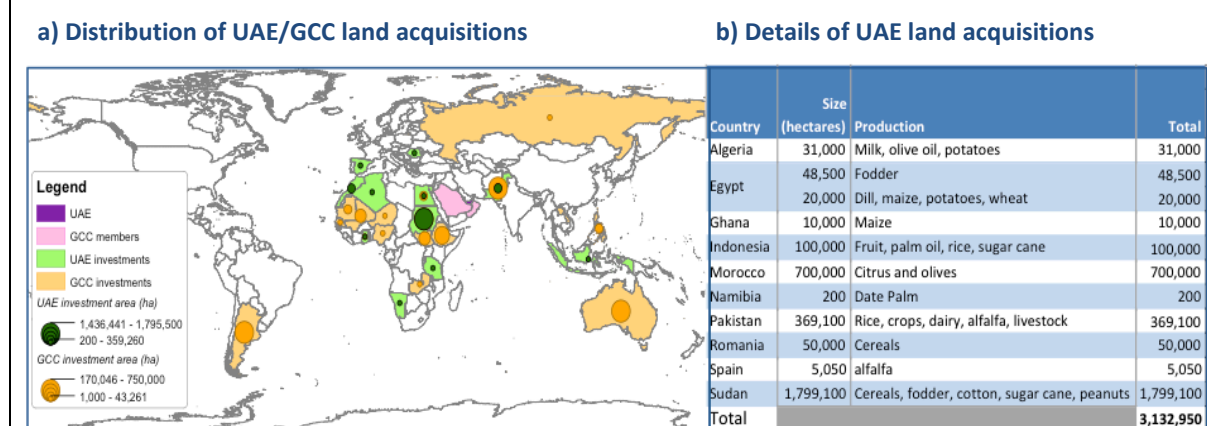 a) Distribution of UAE/GCC land acquisitions
Legend
UAE
GCC members
UAE investments
GCC investments
UAE investment area (ha)
1,436,441 - 1,795,500
200 - 359,260
GCC investment area (ha)
170,046 - 750,000
1,000 - 43,261
b) Details of UAE land acquisitions
Country Size (hectares) Production Total
Algeria 31,000 Milk, olive oil, potatoes 31,000
Egypt 48,500 Fodder 48,500
20,000 Dill, maize, potatoes, wheat 20,000
Ghana 10,000 Maize 10,000
Indonesia 100,000 Fruit, palm oil, rice, sugar cane 100,000
Morocco 700,000 Citrus and olives 700,000
Namibia 200 Date Palm 200
Pakistan 369,100 Rice, crops, dairy, alfalfa, livestock 369,100
Romania 50,000 Cereals 50,000
Spain 5,050 alfalfa 5,050
Sudan 1,799,100 Cereals, fodder, cotton, sugar cane, peanuts 1,799,100
Total 3,132,950